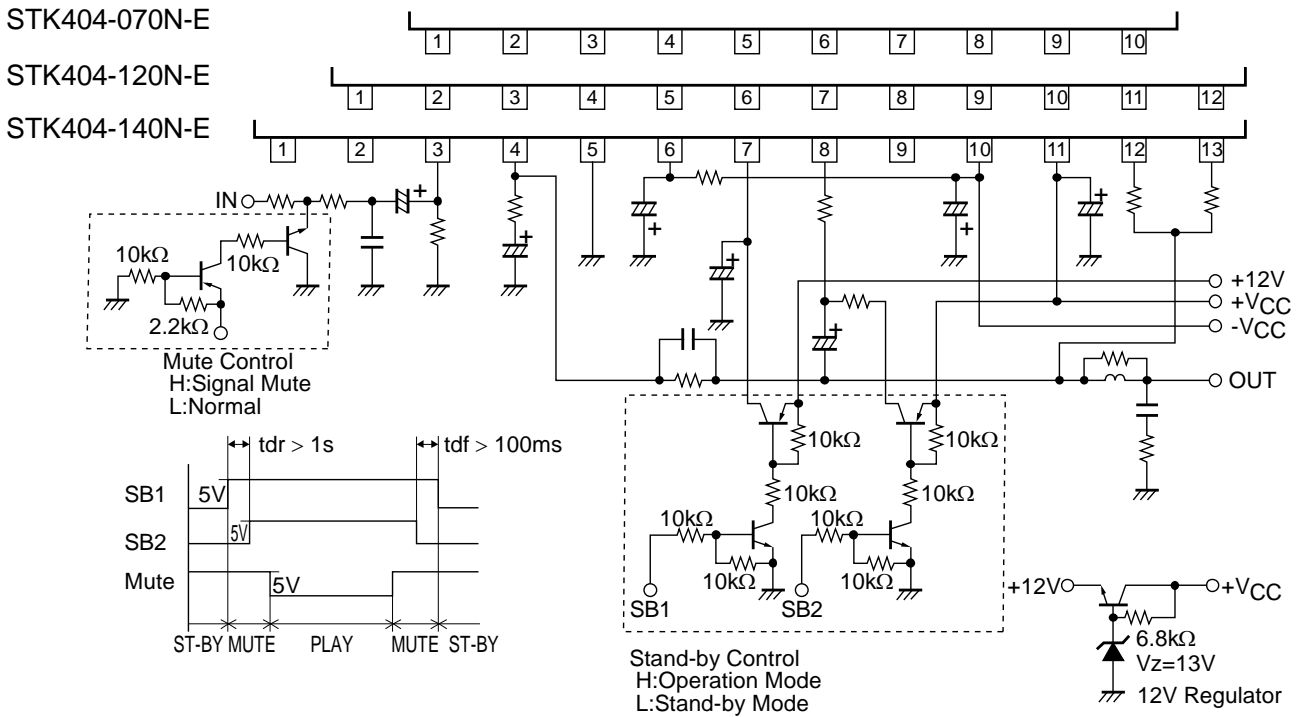 STK404-070N-E
1 2 3 4 5 6 7 8 9 10
STK404-120N-E
1 2 3 4 5 6 7 8 9 10 11 12
STK404-140N-E
1 2 3 4 5 6 7 8 9 10 11 12 13
IN
+
+
+
+
+
+
+
10kΩ
10kΩ
2.2kΩ
Mute Control
H:Signal Mute
L:Normal
+12V
+VCC
-VCC
OUT
10kΩ
10kΩ
10kΩ
10kΩ
10kΩ
10kΩ
10kΩ
10kΩ
SB1
SB2
Stand-by Control
H:Operation Mode
L:Stand-by Mode
tdr > 1s
tdf > 100ms
SB1
5V
SB2
5V
Mute
5V
ST-BY MUTE PLAY MUTE ST-BY
+12V
+VCC
6.8kΩ
Vz=13V
12V Regulator